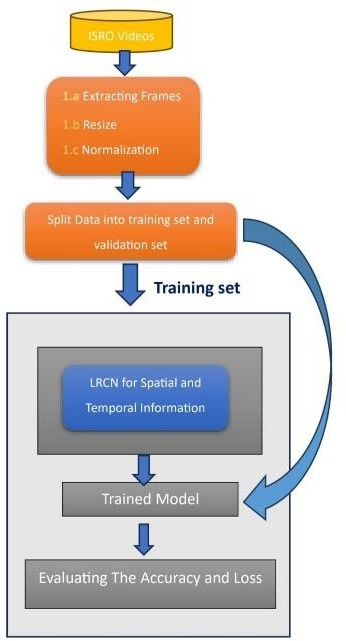 ISRO Videos
1.a Extracting Frames
1.b Resize
1.c Normalization
Split Data into training set and
validation set
Training set
LRCN for Spatial and
Temporal Information
Trained Model
Evaluating The Accuracy and Loss